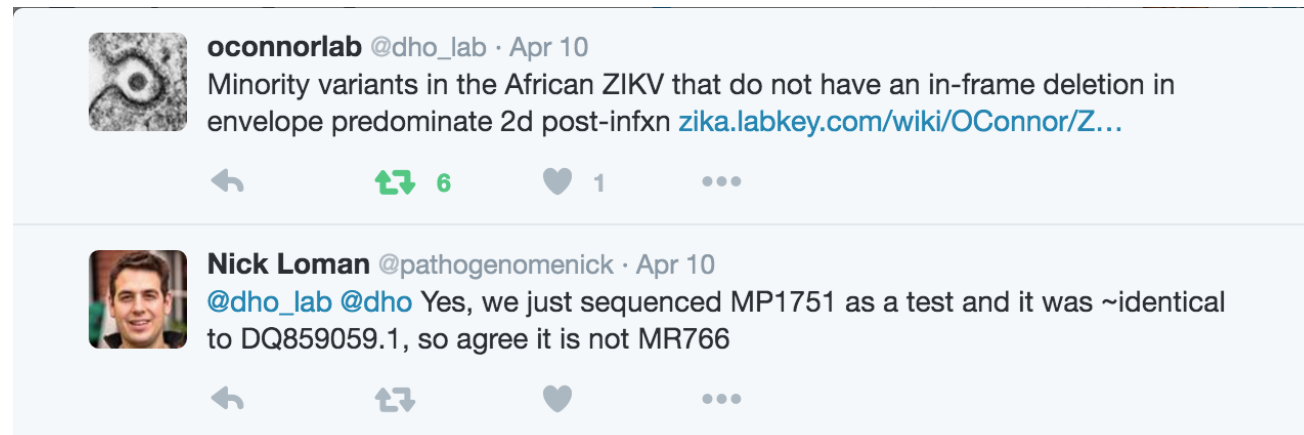 oconnorlab @dho_lab · Apr 10
Minority variants in the African ZIKV that do not have an in-frame deletion in
envelope predominate 2d post-infxn zika.labkey.com/wiki/OConnor/Z…
6 1
Nick Loman @pathogenomenick · Apr 10
@dho_lab @dho Yes, we just sequenced MP1751 as a test and it was ~identical
to DQ859059.1, so agree it is not MR766